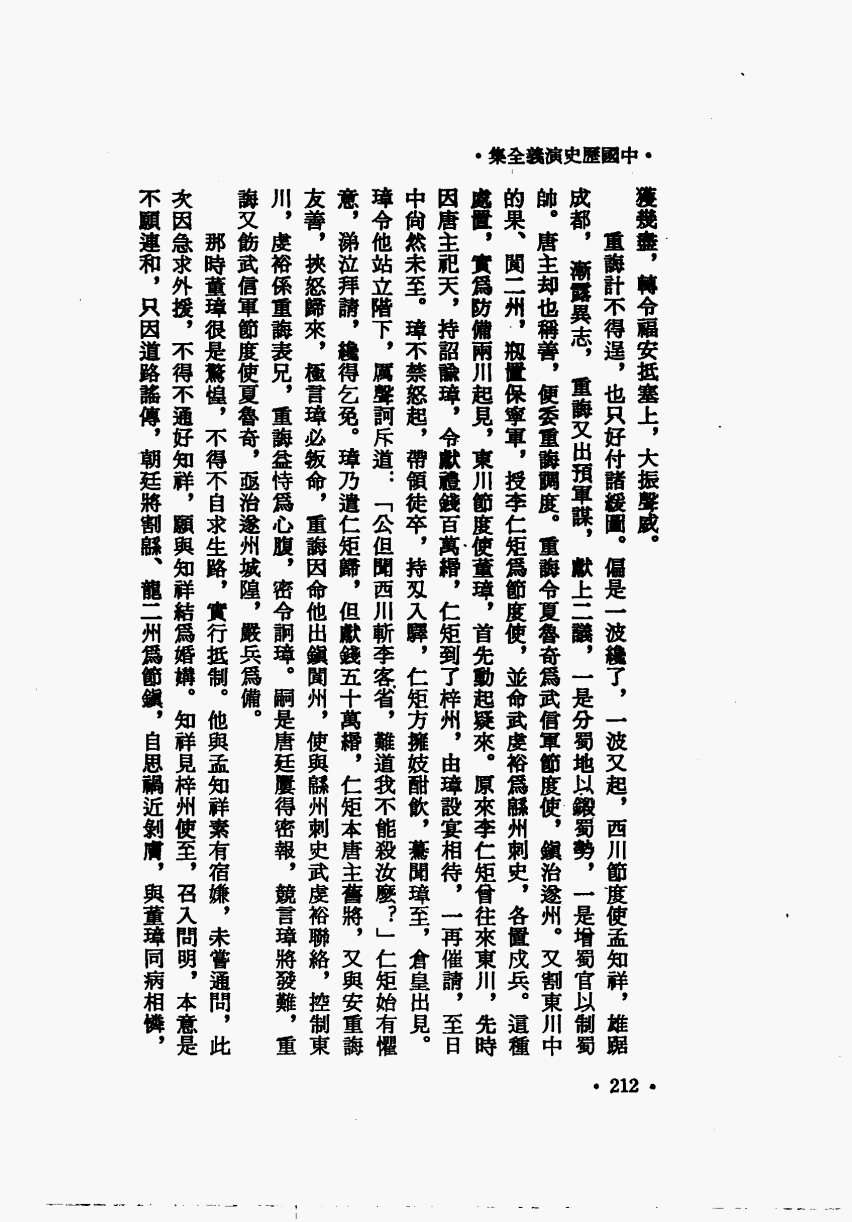 •中國歷史演義全集•
獲幾盡，轉令福安抵塞上，大振聲威。
重誨計不得逞，也只好付諸緩圖。偏是一波纔了，一波又起，西川節度使孟知祥，雄踞
成都，漸露異志，重誨又出預軍謀，獻上二議，一是分蜀地以鍛蜀勢，一是增蜀官以制蜀
帥。唐主却也稱善，便委重誨調度。重誨令夏魯奇為武信軍節度使，鎭治遂州。又割東川中
的果、閬二州，刱置保寧軍，授李仁矩爲節度使，並命武虔裕爲緜州刺史，各置戍兵。這種
處置，實爲防備兩川起見，東川節度使董璋，首先動起疑來。原來李仁矩曾往來東川，先時
因唐主祀天，持詔諭璋，令獻禮錢百萬緡，仁矩到了梓州，由璋設宴相待，一再催請，至日
中尙然未至。璋不禁怒起，帶領徒卒，持刄入驛，仁矩方擁妓酣飲，驀聞璋至，倉皇出見。
璋令他站立階下，厲聲訶斥道：「公但聞西川斬李客省，難道我不能殺汝麼？」仁矩始有懼
意，涕泣拜請，纔得乞免。璋乃遣仁矩歸，但獻錢五十萬緡，仁矩本唐主舊將，又與安重誨
友善，挾怒歸來，極言璋必叛命，重誨因命他出鎭閬州，使與緜州刺史武虔裕聯絡，控制東
川，虔裕係重誨表兄，重誨益恃爲心腹，密令詗璋。嗣是唐廷屢得密報，競言璋將發難，重
誨又飭武信軍節度使夏魯奇，亟治遂州城隍，嚴兵爲備。
那時董璋很是驚惶，不得不自求生路，實行抵制。他與孟知祥素有宿嫌，未嘗通問，此
次因急求外援，不得不通好知祥，願與知祥結爲婚媾。知祥見梓州使至，召入問明，本意是
不願連和，只因道路謠傳，朝廷將割緜、龍二州爲節鎭，自思禍近剝膚，與董璋同病相憐，
•212•